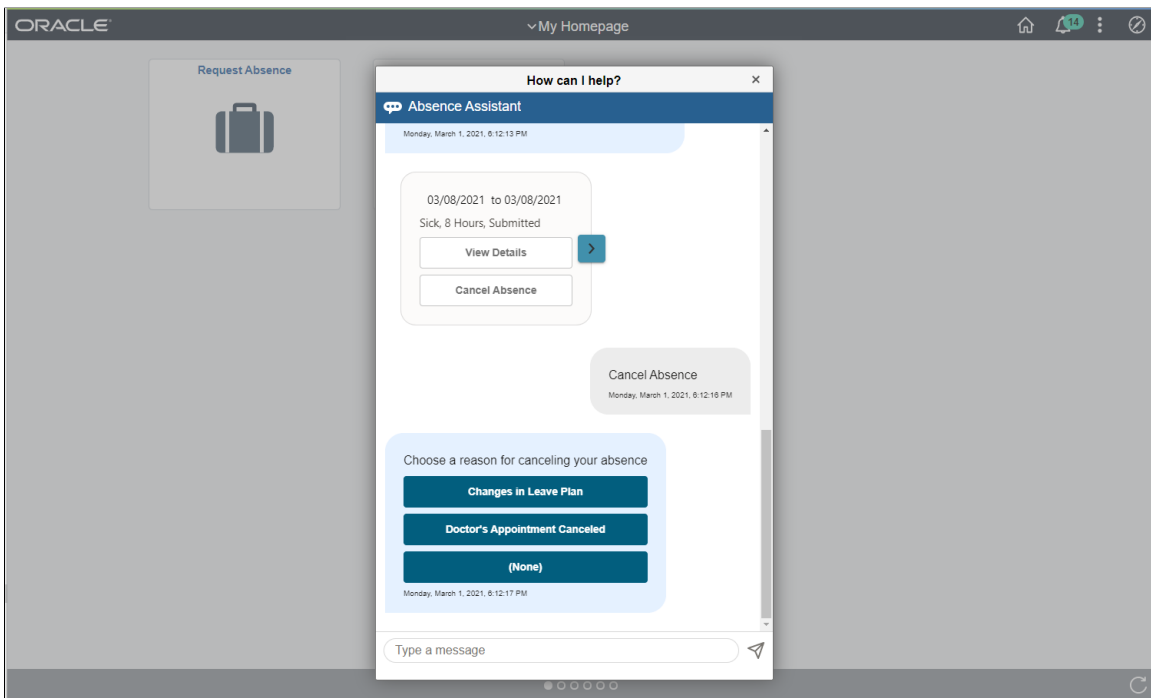 ORACLE
My Homepage
14
Request Absence
How can I help?
Absence Assistant
Monday, March 1, 2021, 6:12:13 PM
03/08/2021 to 03/08/2021
Sick, 8 Hours, Submitted
View Details
Cancel Absence
Cancel Absence
Monday, March 1, 2021, 6:12:16 PM
Choose a reason for canceling your absence
Changes in Leave Plan
Doctor's Appointment Canceled
(None)
Monday, March 1, 2021, 6:12:17 PM
Type a message